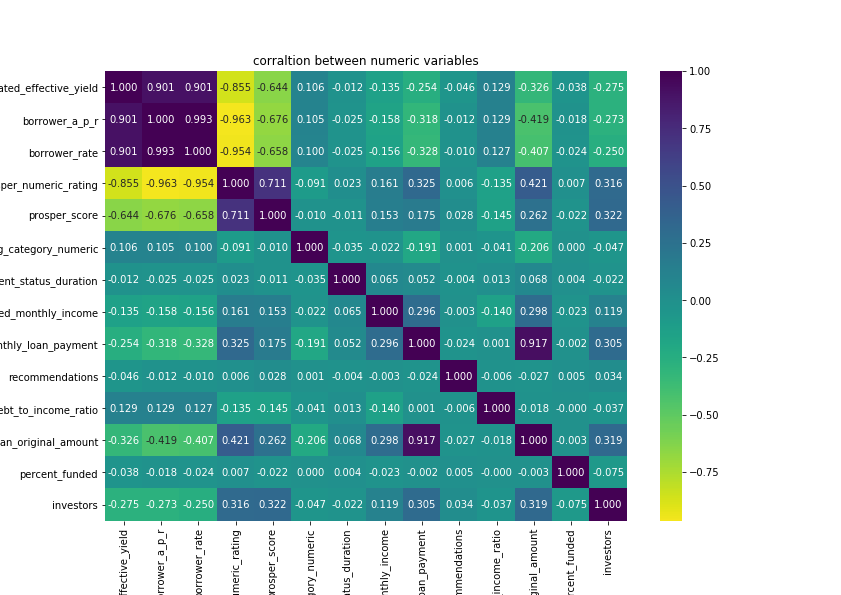 corraltion between numeric variables
ated_effective_yield 1.000 0.901 0.901 -0.855 -0.644 0.106 -0.012 -0.135 -0.254 -0.046 0.129 -0.326 -0.038 -0.275
borrower_a_p_r 0.901 1.000 0.993 -0.963 -0.676 0.105 -0.025 -0.158 -0.318 -0.012 0.129 -0.419 -0.018 -0.273
borrower_rate 0.901 0.993 1.000 -0.954 -0.658 0.100 -0.025 -0.156 -0.328 -0.010 0.127 -0.407 -0.024 -0.250
per_numeric_rating -0.855 -0.963 -0.954 1.000 0.711 -0.091 0.023 0.161 0.325 0.006 -0.135 0.421 0.007 0.316
prosper_score -0.644 -0.676 -0.658 0.711 1.000 -0.010 -0.011 0.153 0.175 0.028 -0.145 0.262 -0.022 0.322
g_category_numeric 0.106 0.105 0.100 -0.091 -0.010 1.000 -0.035 -0.022 -0.191 0.001 -0.041 -0.206 0.000 -0.047
ent_status_duration -0.012 -0.025 -0.025 0.023 -0.011 -0.035 1.000 0.065 0.052 -0.004 0.013 0.068 0.004 -0.022
ed_monthly_income -0.135 -0.158 -0.156 0.161 0.153 -0.022 0.065 1.000 0.296 -0.003 -0.140 0.298 -0.023 0.119
nthly_loan_payment -0.254 -0.318 -0.328 0.325 0.175 -0.191 0.052 0.296 1.000 -0.024 0.001 0.917 -0.002 0.305
recommendations -0.046 -0.012 -0.010 0.006 0.028 0.001 -0.004 -0.003 -0.024 1.000 -0.006 -0.027 0.005 0.034
ebt_to_income_ratio 0.129 0.129 0.127 -0.135 -0.145 -0.041 0.013 -0.140 0.001 -0.006 1.000 -0.018 -0.000 -0.037
an_original_amount -0.326 -0.419 -0.407 0.421 0.262 -0.206 0.068 0.298 0.917 -0.027 -0.018 1.000 -0.003 0.319
percent_funded -0.038 -0.018 -0.024 0.007 -0.022 0.000 0.004 -0.023 -0.002 0.005 -0.000 -0.003 1.000 -0.075
investors -0.275 -0.273 -0.250 0.316 0.322 -0.047 -0.022 0.119 0.305 0.034 -0.037 0.319 -0.075 1.000
ffective_yield
orrower_a_p_r
orrower_rate
umeric_rating
prosper_score
gory_numeric
atus_duration
nthly_income
oan_payment
mmendations
income_ratio
ginal_amount
ercent_funded
investors
1.00
0.75
0.50
0.25
0.00
−0.25
−0.50
−0.75